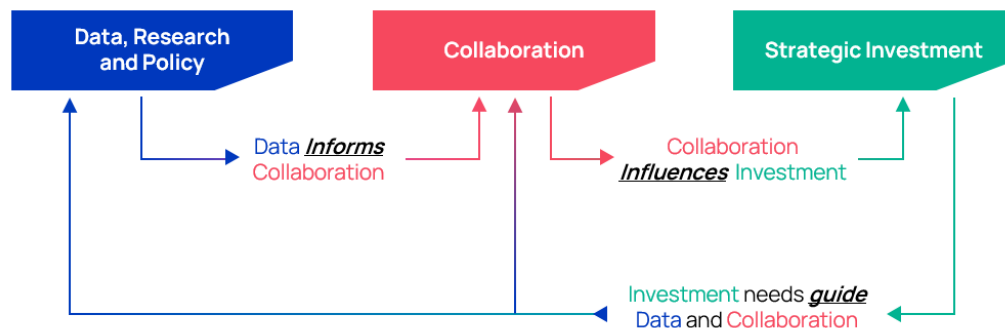 Data, Research
and Policy
Collaboration
Strategic Investment
Data Informs
Collaboration
Collaboration
Influences Investment
Investment needs guide
Data and Collaboration